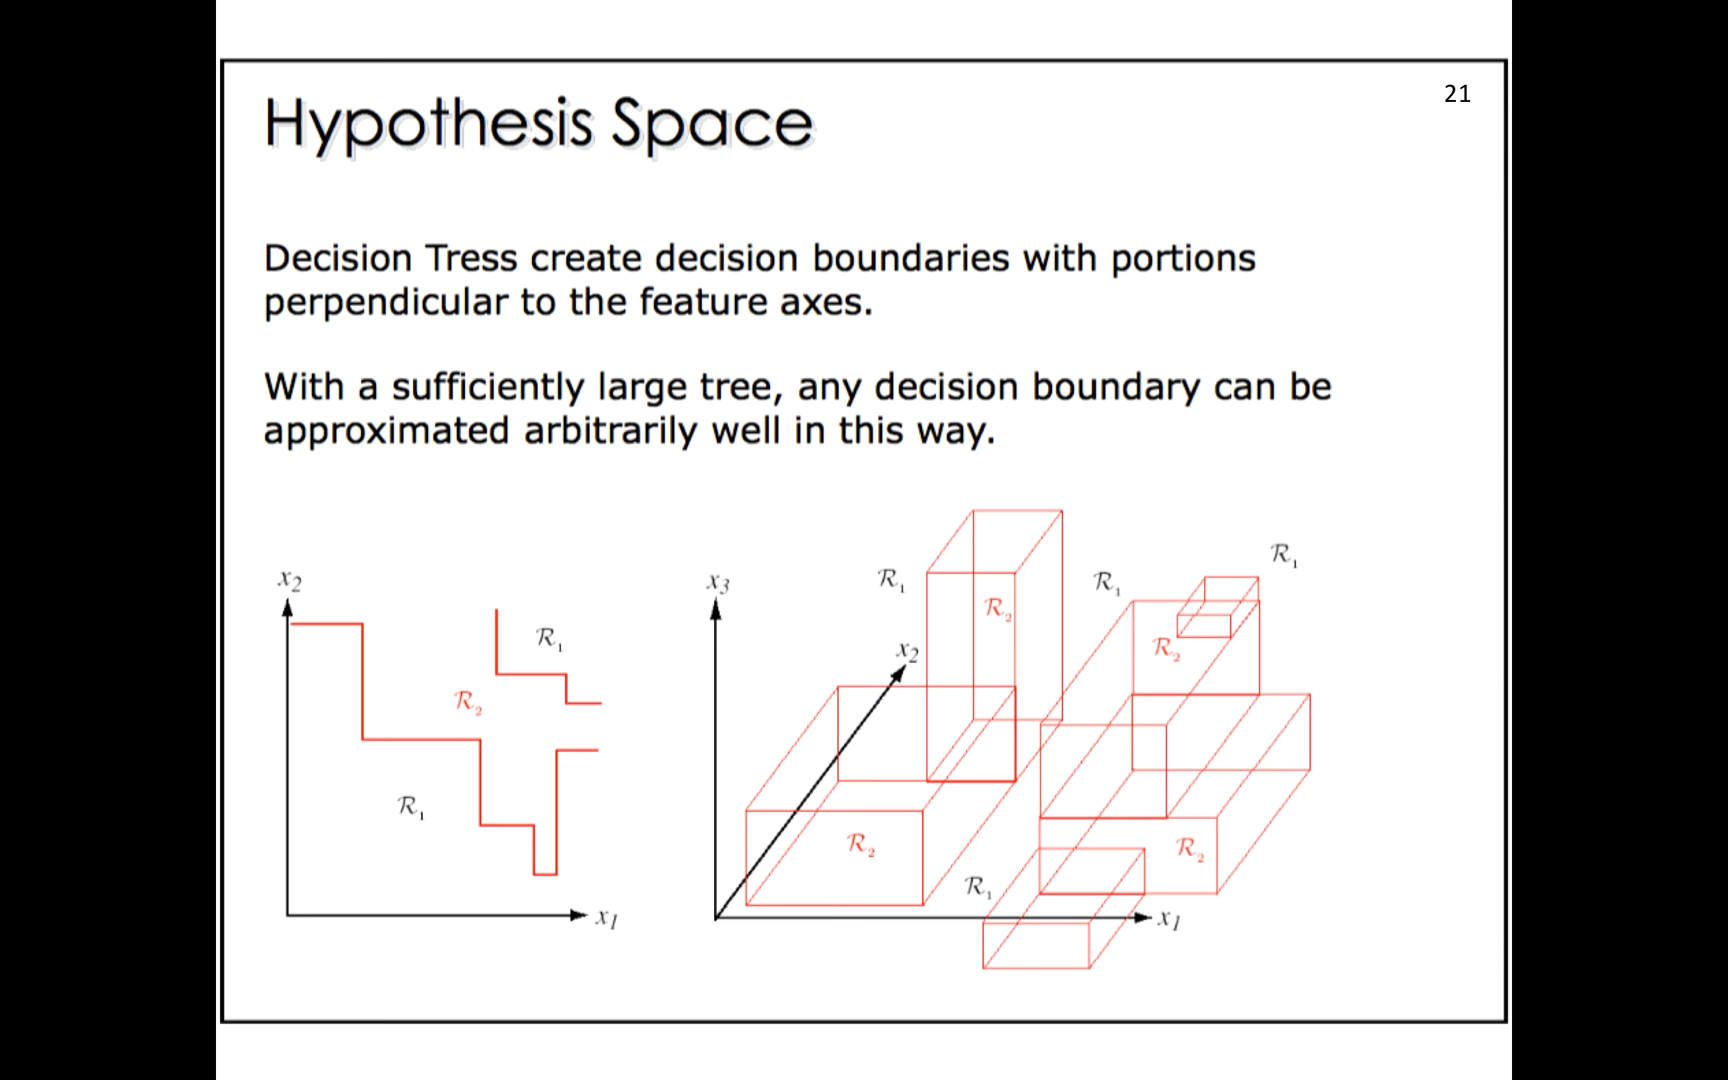 21
Hypothesis Space
Decision Tress create decision boundaries with portions
perpendicular to the feature axes.
With a sufficiently large tree, any decision boundary can be
approximated arbitrarily well in this way.
x2
R1
R2
R1
x1
x3
R1
R2
x2
R1
R1
R2
R2
R2
R1
x1